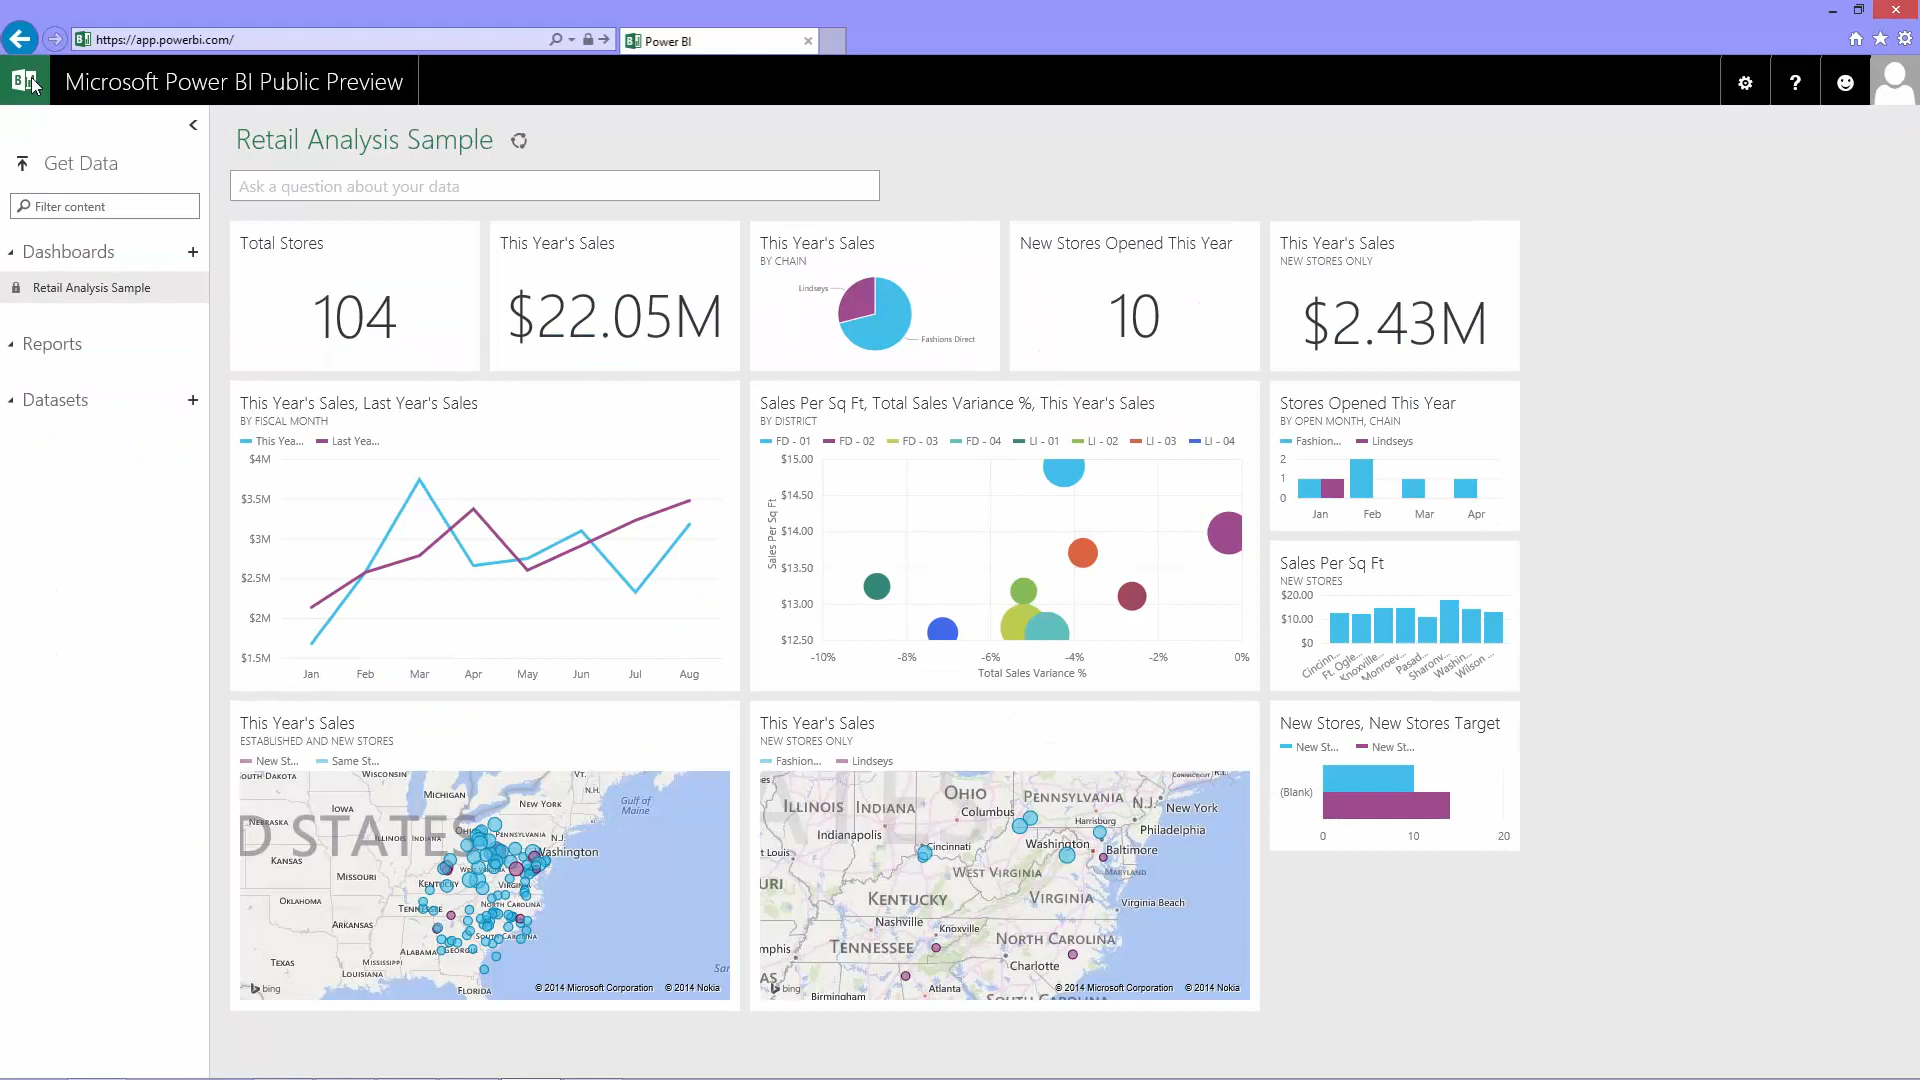 https://app.powerbi.com/
Power BI
Microsoft Power BI Public Preview
?
Get Data
Filter content
Dashboards
+
Retail Analysis Sample
Reports
Datasets
+
Retail Analysis Sample
Ask a question about your data
Total Stores
104
This Year's Sales
$22.05M
This Year's Sales
BY CHAIN
Lindseys
Fashions Direct
New Stores Opened This Year
10
This Year's Sales
NEW STORES ONLY
$2.43M
This Year's Sales, Last Year's Sales
BY FISCAL MONTH
This Yea... Last Yea...
$4M
$3.5M
$3M
$2.5M
$2M
$1.5M
Jan Feb Mar Apr May Jun Jul Aug
Sales Per Sq Ft, Total Sales Variance %, This Year's Sales
BY DISTRICT
FD - 01 FD - 02 FD - 03 FD - 04 LI - 01 LI - 02 LI - 03 LI - 04
Sales Per Sq Ft
$15.00
$14.50
$14.00
$13.50
$13.00
$12.50
-10% -8% -6% -4% -2% 0%
Total Sales Variance %
Stores Opened This Year
BY OPEN MONTH, CHAIN
Fashion... Lindseys
2
1
0
Jan Feb Mar Apr
Sales Per Sq Ft
NEW STORES
$20.00
$10.00
$0
Cincinn... Ft. Ogle... Knoxville... Monroev... Pasad... Sharonv... Washin... Wilson ...
This Year's Sales
ESTABLISHED AND NEW STORES
New St... Same St...
SOUTH DAKOTA
WISCONSIN
VT.
N.H.
MICHIGAN
NEW YORK
Gulf of
Maine
IOWA
NEBRASKA
D STATES
ILLINOIS INDIANA OHIO PENNSYLVANIA N.J.
Washington
KANSAS
MISSOURI
WEST VIRGINIA
KENTUCKY
VIRGINIA
OKLAHOMA
TENNESSEE
NORTH CAROLINA
ARKANSAS
SOUTH CAROLINA
ALABAMA GEORGIA
TEXAS
MISSISSIPPI
LOUISIANA
Sar
FLORIDA
bing
© 2014 Microsoft Corporation © 2014 Nokia
This Year's Sales
NEW STORES ONLY
Fashion... Lindseys
es
CONNECTICUT
R.I.
ILLINOIS INDIANA OHIO PENNSYLVANIA N.J. New York
Columbus
Harrisburg
Indianapolis
Philadelphia
t Louis
Cincinnati
Washington
Baltimore
WEST VIRGINIA
MARYLAND
URI
KENTUCKY
VIRGINIA
Virginia Beach
Nashville
Knoxville
mphis
TENNESSEE
NORTH CAROLINA
Charlotte
AS
Atlanta
Birmingham
SOUTH CAROLINA
bing
© 2014 Microsoft Corporation © 2014 Nokia
New Stores, New Stores Target
New St... New St...
(Blank)
0 10 20